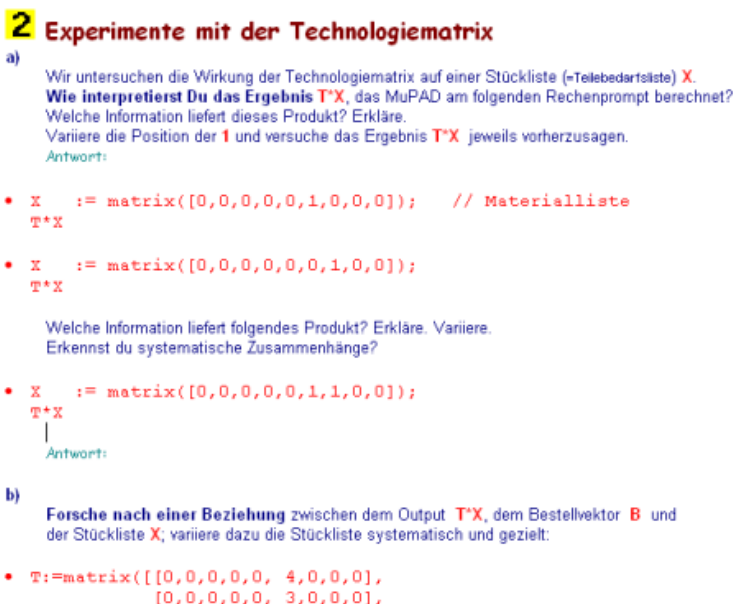 2 Experimente mit der Technologiematrix
a)
Wir untersuchen die Wirkung der Technologiematrix auf einer Stückliste (=Teilebedarfsliste) X.
Wie interpretierst Du das Ergebnis T*X, das MuPAD am folgenden Rechenprompt berechnet?
Welche Information liefert dieses Produkt? Erkläre.
Variiere die Position der 1 und versuche das Ergebnis T*X jeweils vorherzusagen.
Antwort:
• X := matrix([0,0,0,0,0,1,0,0,0]); // Materialliste
T*X
• X := matrix([0,0,0,0,0,0,1,0,0]);
T*X
Welche Information liefert folgendes Produkt? Erkläre. Variiere.
Erkennst du systematische Zusammenhänge?
• X := matrix([0,0,0,0,0,1,1,0,0]);
T*X
Antwort:
b)
Forsche nach einer Beziehung zwischen dem Output T*X, dem Bestellvektor B und
der Stückliste X; variiere dazu die Stückliste systematisch und gezielt:
• T:=matrix([[0,0,0,0,0, 4,0,0,0],
[0,0,0,0,0, 3,0,0,0],